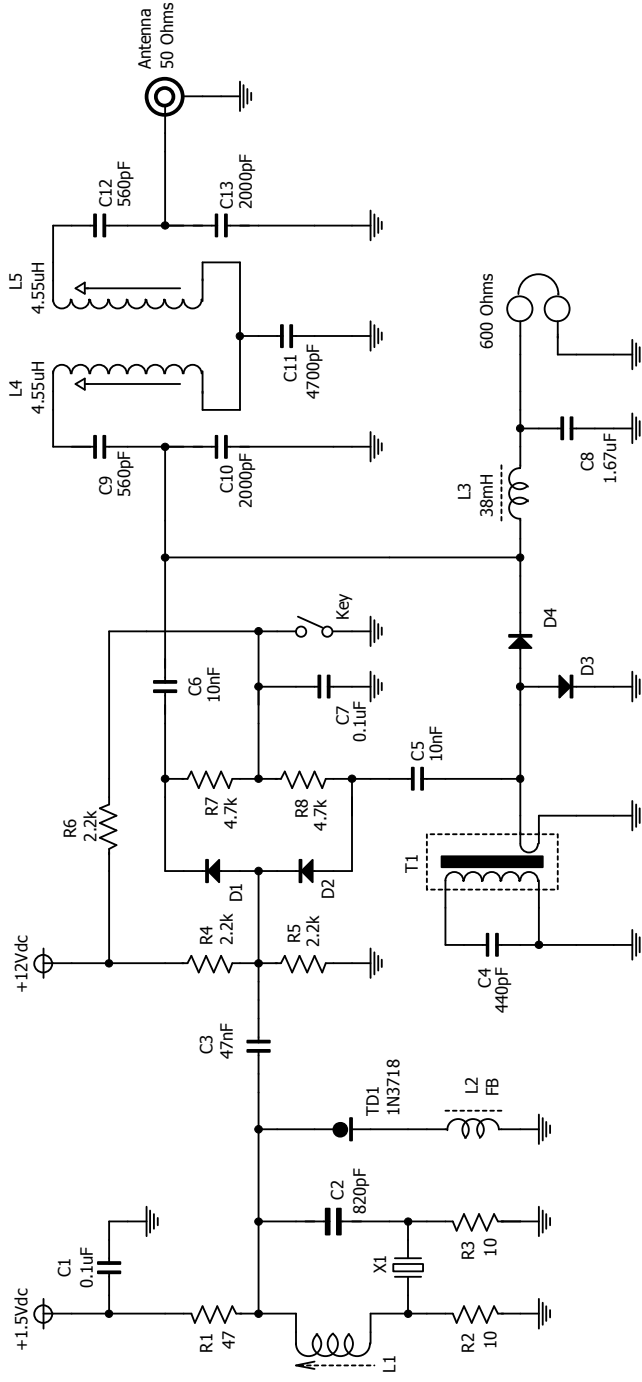 +1.5Vdc
C1
0.1uF
R1
47
L1
R2
10
X1
R3
10
C2
820pF
TD1
1N3718
L2
FB
C3
47nF
+12Vdc
R6
2.2k
R4
2.2k
R5
2.2k
D1
D2
R7
4.7k
R8
4.7k
C6
10nF
C7
0.1uF
Key
C5
10nF
C4
440pF
T1
D3
D4
L3
38mH
C8
1.67uF
600 Ohms
C9
560pF
C10
2000pF
L4
4.55uH
L5
4.55uH
C11
4700pF
C12
560pF
C13
2000pF
Antenna
50 Ohms